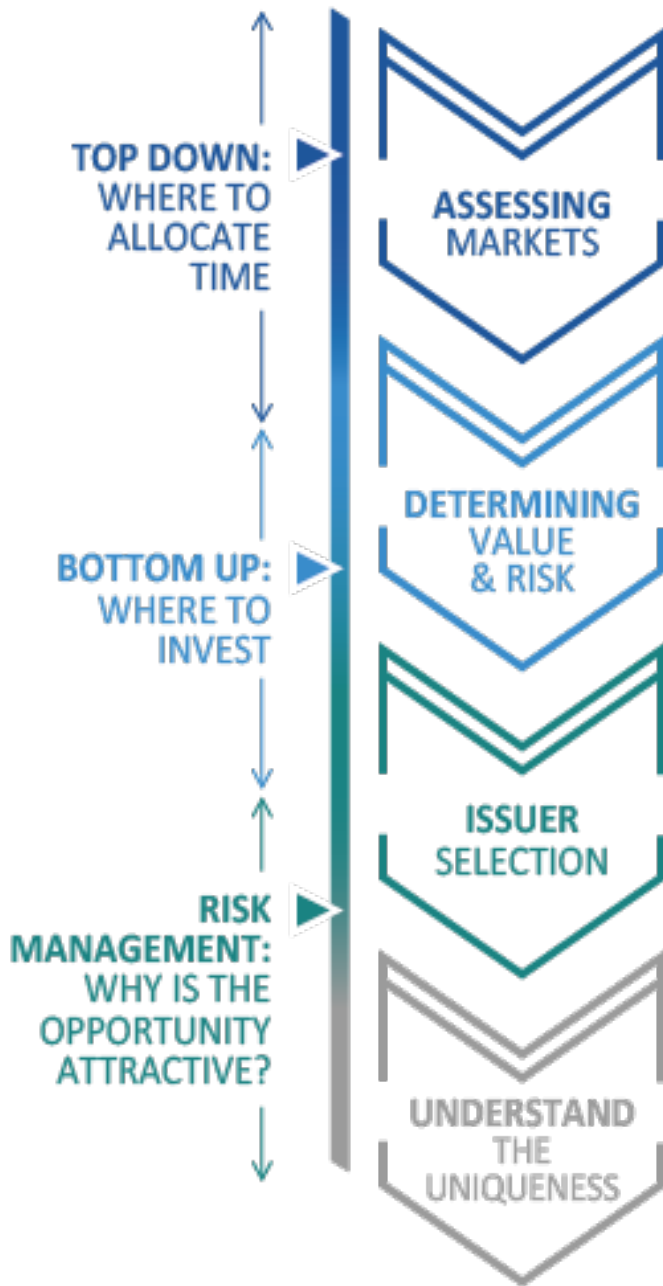 TOP DOWN:
WHERE TO
ALLOCATE
TIME
ASSESSING
MARKETS
BOTTOM UP:
WHERE TO
INVEST
DETERMINING
VALUE
& RISK
RISK
MANAGEMENT:
WHY IS THE
OPPORTUNITY
ATTRACTIVE?
ISSUER
SELECTION
UNDERSTAND
THE
UNIQUENESS